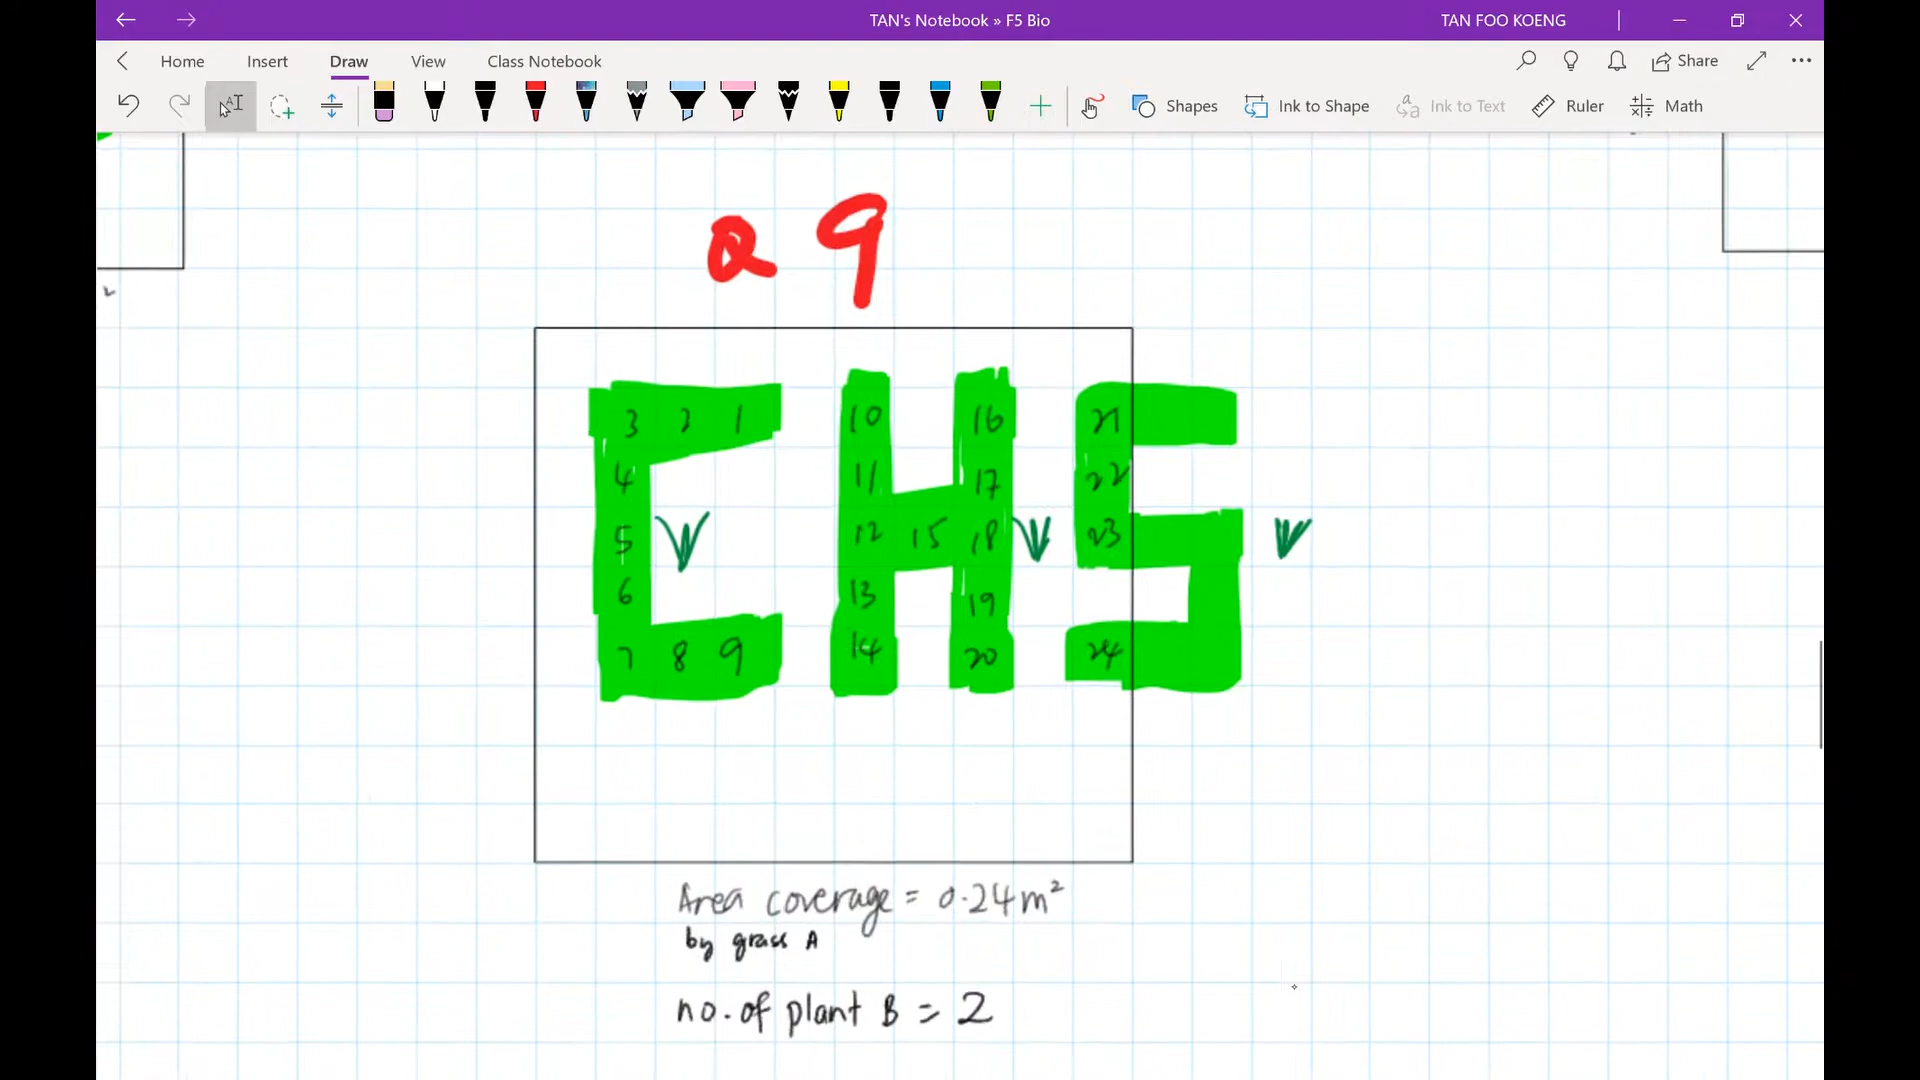 TAN's Notebook » F5 Bio
TAN FOO KOENG
Home Insert Draw View Class Notebook
Share
Shapes
Ink to Shape
Ink to Text
Ruler
Math
Q 9
3 2 1 10 16 21
4 11 17 22
5 12 15 18 23
6 13 19
7 8 9 14 20 24
CHS
Area coverage = 0.24m²
by grass A
no. of plant B = 2